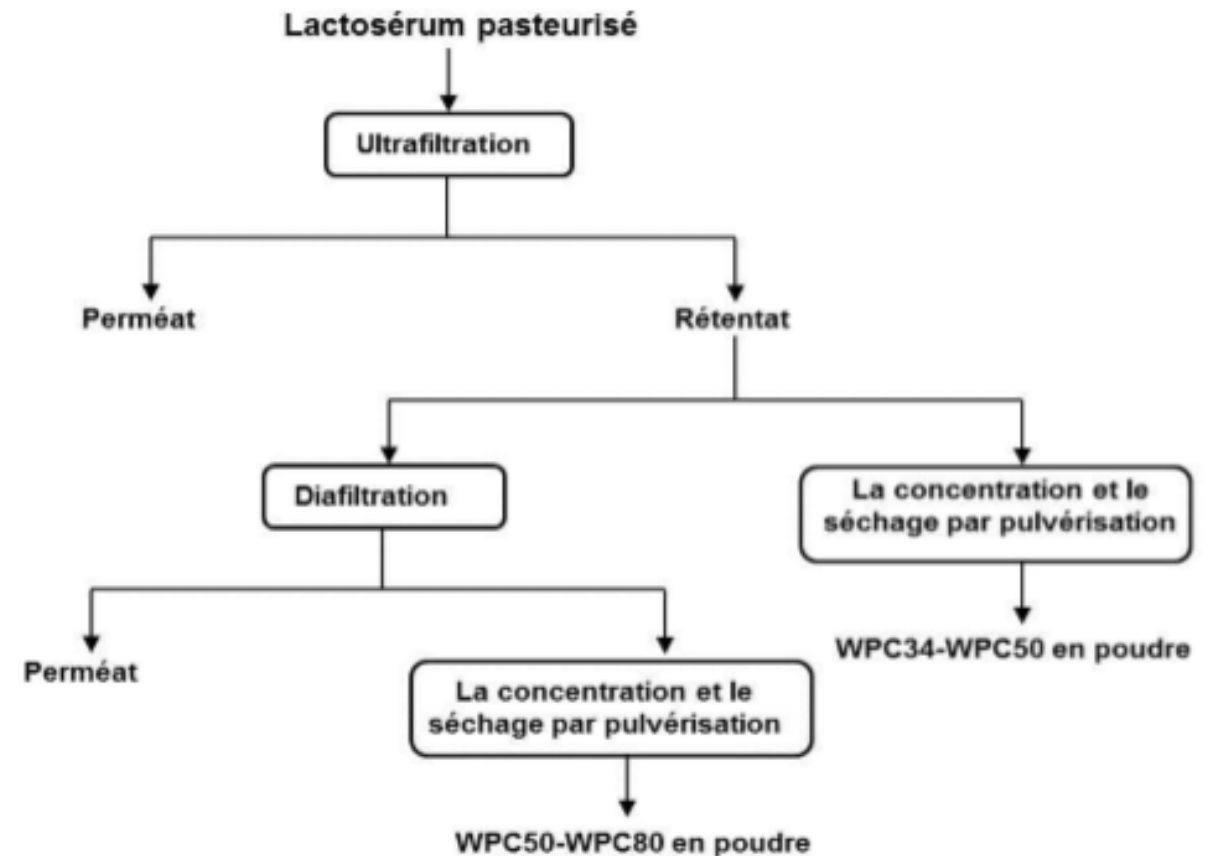 Lactosérum pasteurisé
Ultrafiltration
Perméat
Rétentat
Diafiltration
La concentration et le
séchage par pulvérisation
Perméat
WPC34-WPC50 en poudre
La concentration et le
séchage par pulvérisation
WPC50-WPC80 en poudre